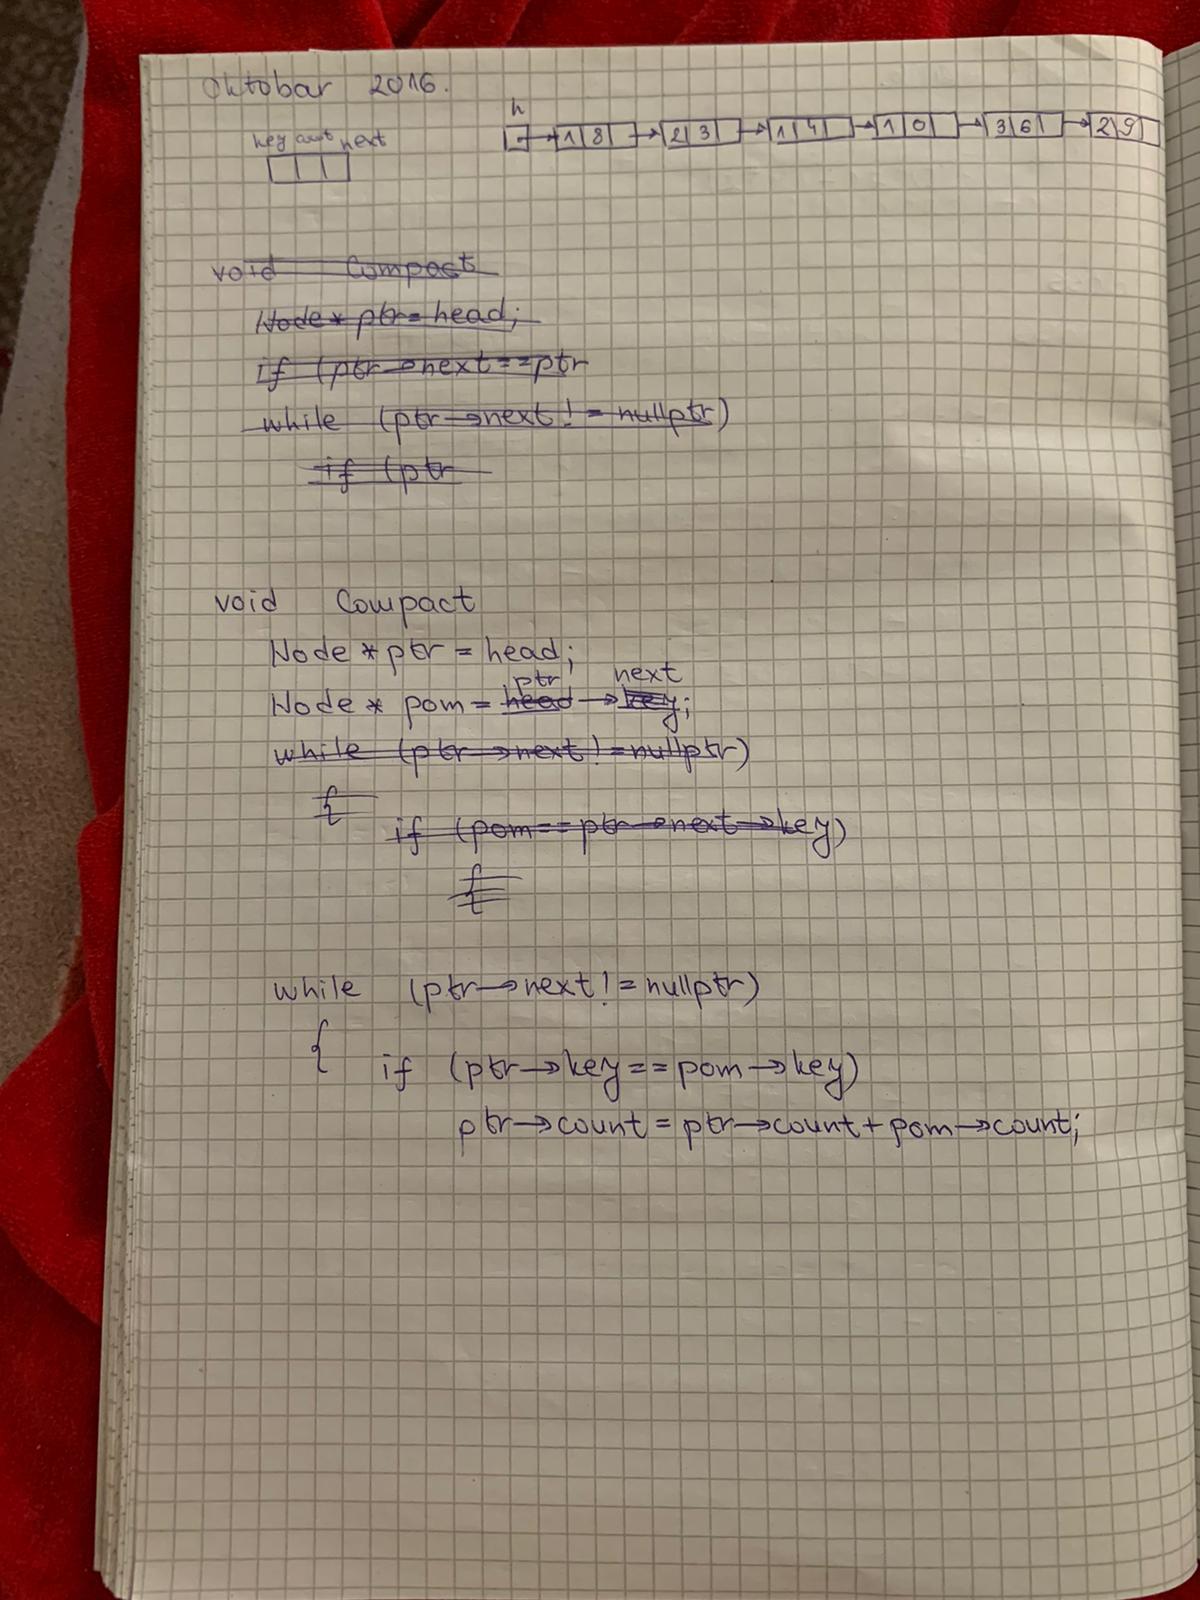 Oktobar 2016.
h
key count next
1 8 2 3 1 4 1 0 3 6 2 9
void Compact
Node* ptr = head;
if (ptr→next==ptr
while (ptr→next != nullptr)
if (ptr
void Compact
Node * ptr = head;
ptr next
Node * pom = head → key;
while (ptr→next != nullptr)
{
if (pom==ptr→next→key)
{
while (ptr→next != nullptr)
{ if (ptr→key==pom→key)
ptr→count = ptr→count + pom→count;